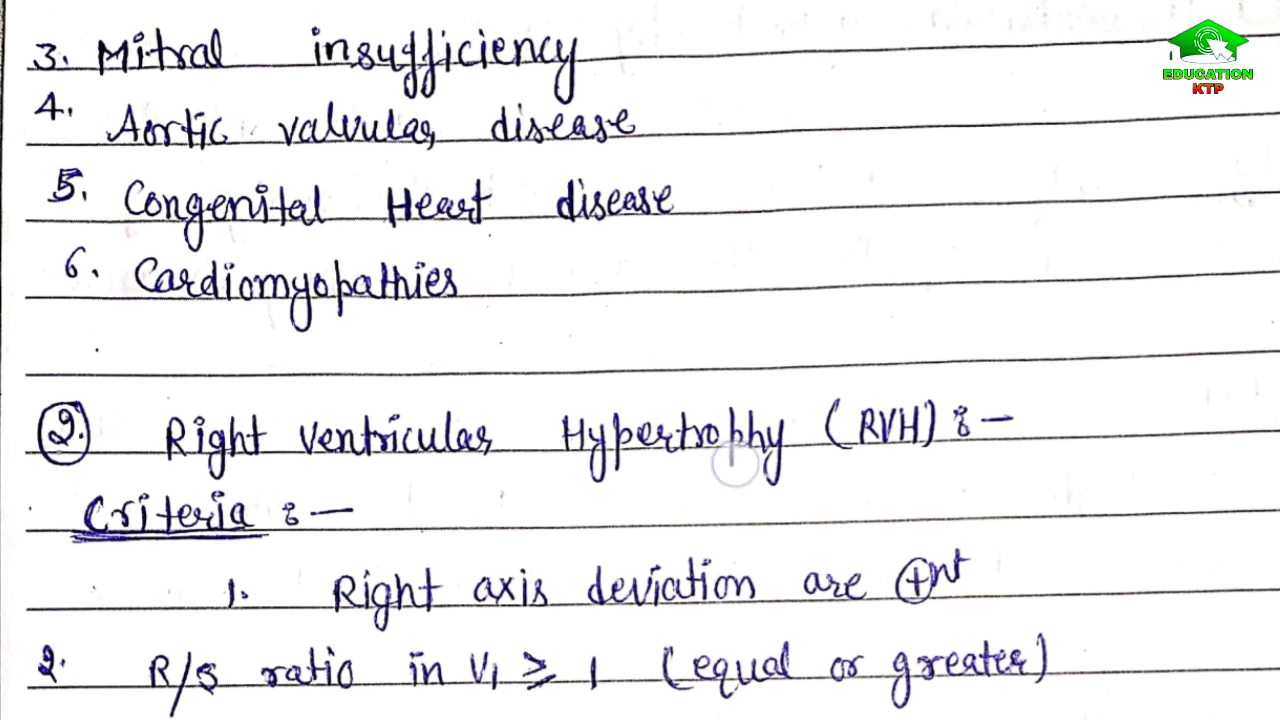 3. Mitral insufficiency
EDUCATION
KTP
4. Aortic valvular disease
5. Congenital Heart disease
6. Cardiomyopathies
2. Right ventricular Hypertrophy (RVH) :-
Criteria :-
1. Right axis deviation are ⊕nt
2. R/S ratio in V1 ≥ 1 (equal or greater)